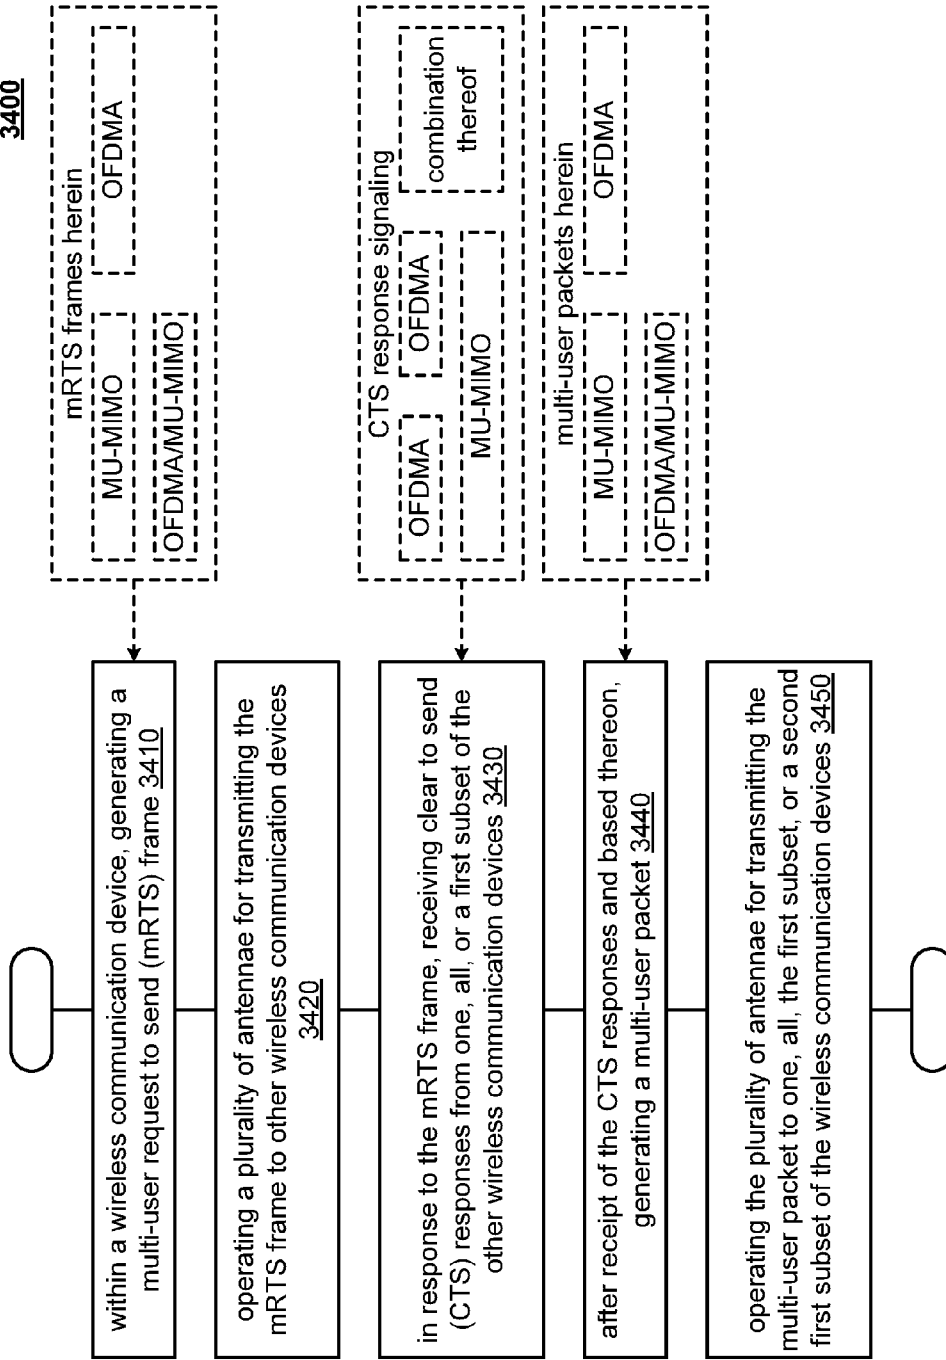 3400
mRTS frames herein
MU-MIMO
OFDMA
OFDMA/MU-MIMO
within a wireless communication device, generating a
multi-user request to send (mRTS) frame 3410
operating a plurality of antennae for transmitting the
mRTS frame to other wireless communication devices
3420
CTS response signaling
OFDMA
OFDMA
combination
thereof
MU-MIMO
in response to the mRTS frame, receiving clear to send
(CTS) responses from one, all, or a first subset of the
other wireless communication devices 3430
multi-user packets herein
MU-MIMO
OFDMA
OFDMA/MU-MIMO
after receipt of the CTS responses and based thereon,
generating a multi-user packet 3440
operating the plurality of antennae for transmitting the
multi-user packet to one, all, the first subset, or a second
first subset of the wireless communication devices 3450